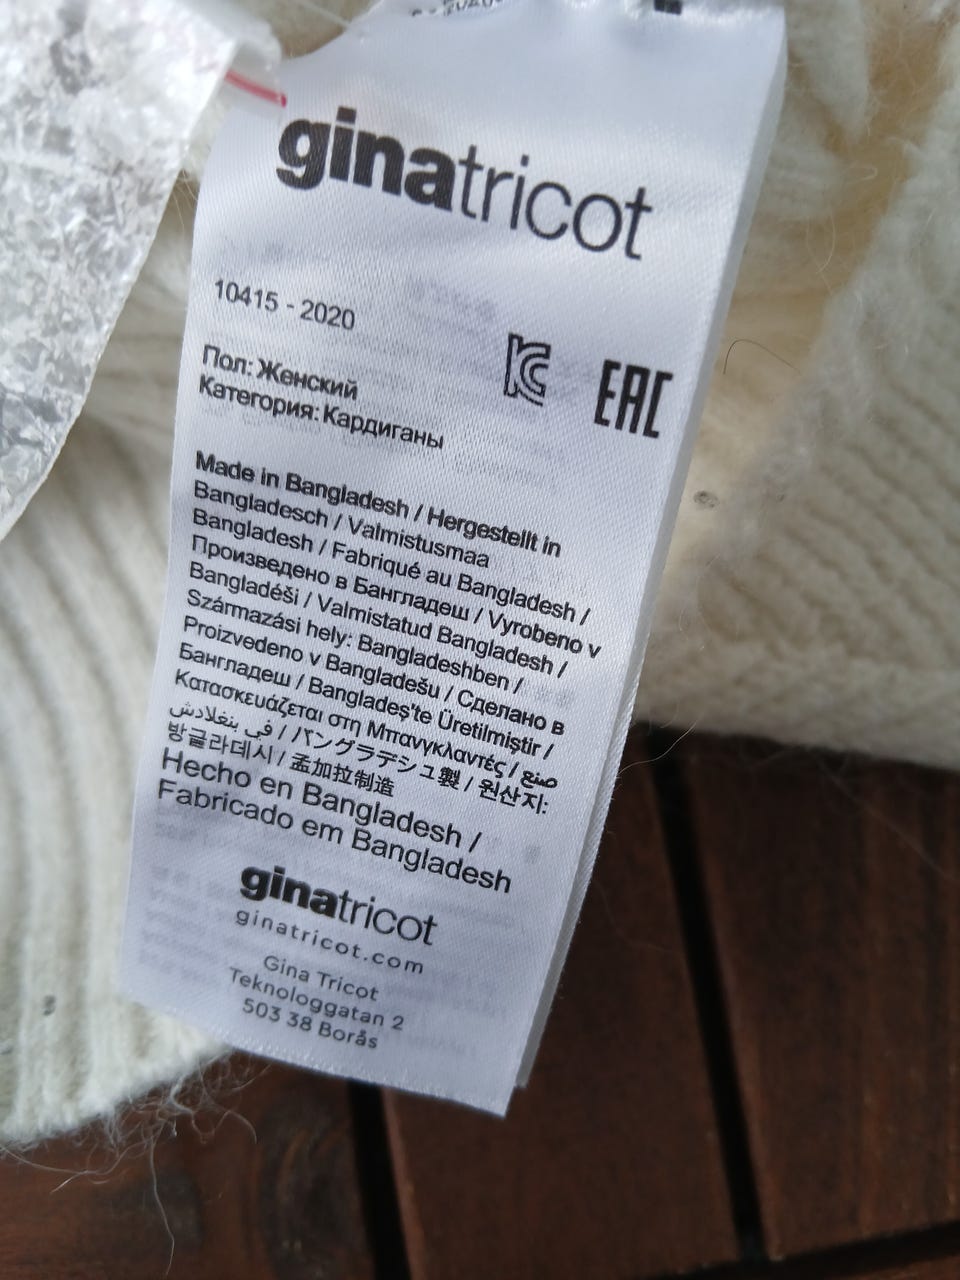 ginatricot
10415 - 2020
Пол: Женский
Категория: Кардиганы
EAC
Made in Bangladesh / Hergestellt in
Bangladesch / Valmistusmaa
Bangladesh / Fabriqué au Bangladesh /
Произведено в Бангладеш / Vyrobeno v
Bangladéši / Valmistatud Bangladesh /
Származási hely: Bangladeshben /
Proizvedeno v Bangladešu / Сделано в
Бангладеш / Bangladeş'te Üretilmiştir /
Κατασκευάζεται στη Μπανγκλαντές / صنع
في بنغلادش / バングラデシュ製 / 원산지:
방글라데시 / 孟加拉制造
Hecho en Bangladesh /
Fabricado em Bangladesh
ginatricot
ginatricot.com
Gina Tricot
Teknologgatan 2
503 38 Borås